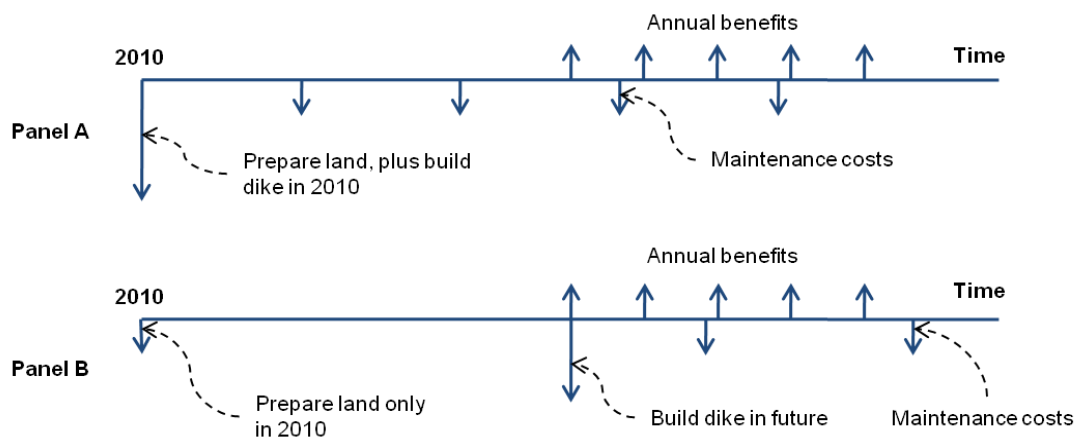 Annual benefits
2010
Time
Panel A
Prepare land, plus build
dike in 2010
Maintenance costs
Annual benefits
2010
Time
Panel B
Prepare land only
in 2010
Build dike in future
Maintenance costs